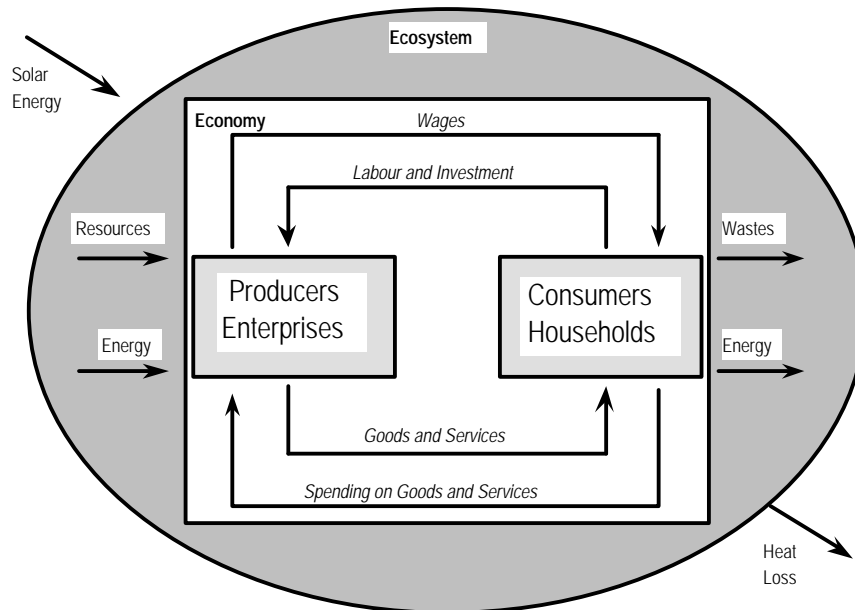 Ecosystem
Solar
Energy
Economy
Wages
Labour and Investment
Resources
Wastes
Producers
Enterprises
Consumers
Households
Energy
Energy
Goods and Services
Spending on Goods and Services
Heat
Loss